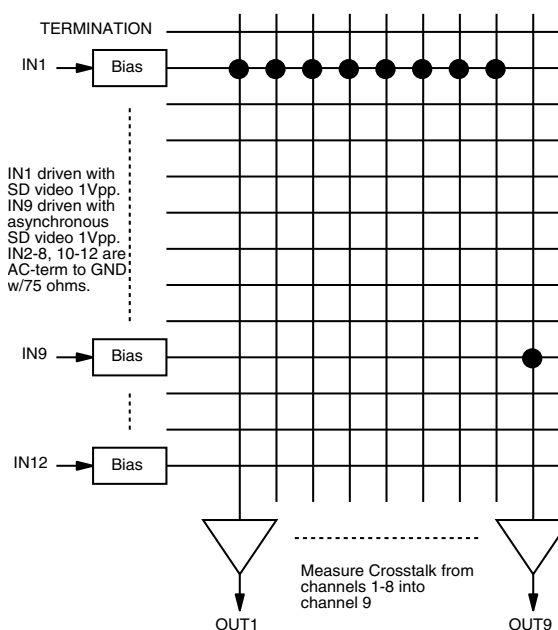 TERMINATION
IN1
Bias
IN1 driven with
SD video 1Vpp.
IN9 driven with
asynchronous
SD video 1Vpp.
IN2-8, 10-12 are
AC-term to GND
w/75 ohms.
IN9
Bias
IN12
Bias
Measure Crosstalk from
channels 1-8 into
channel 9
OUT1
OUT9